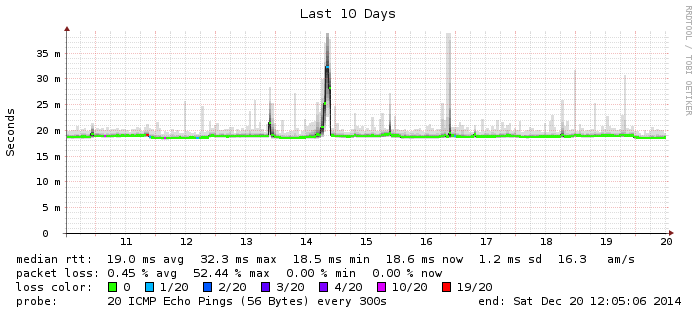 Last 10 Days
RRDTOOL / TOBI OETIKER
Seconds
35 m
30 m
25 m
20 m
15 m
10 m
5 m
0
11 12 13 14 15 16 17 18 19 20
median rtt: 19.0 ms avg 32.3 ms max 18.5 ms min 18.6 ms now 1.2 ms sd 16.3 am/s
packet loss: 0.45 % avg 52.44 % max 0.00 % min 0.00 % now
loss color: 0 1/20 2/20 3/20 4/20 10/20 19/20
probe: 20 ICMP Echo Pings (56 Bytes) every 300s end: Sat Dec 20 12:05:06 2014